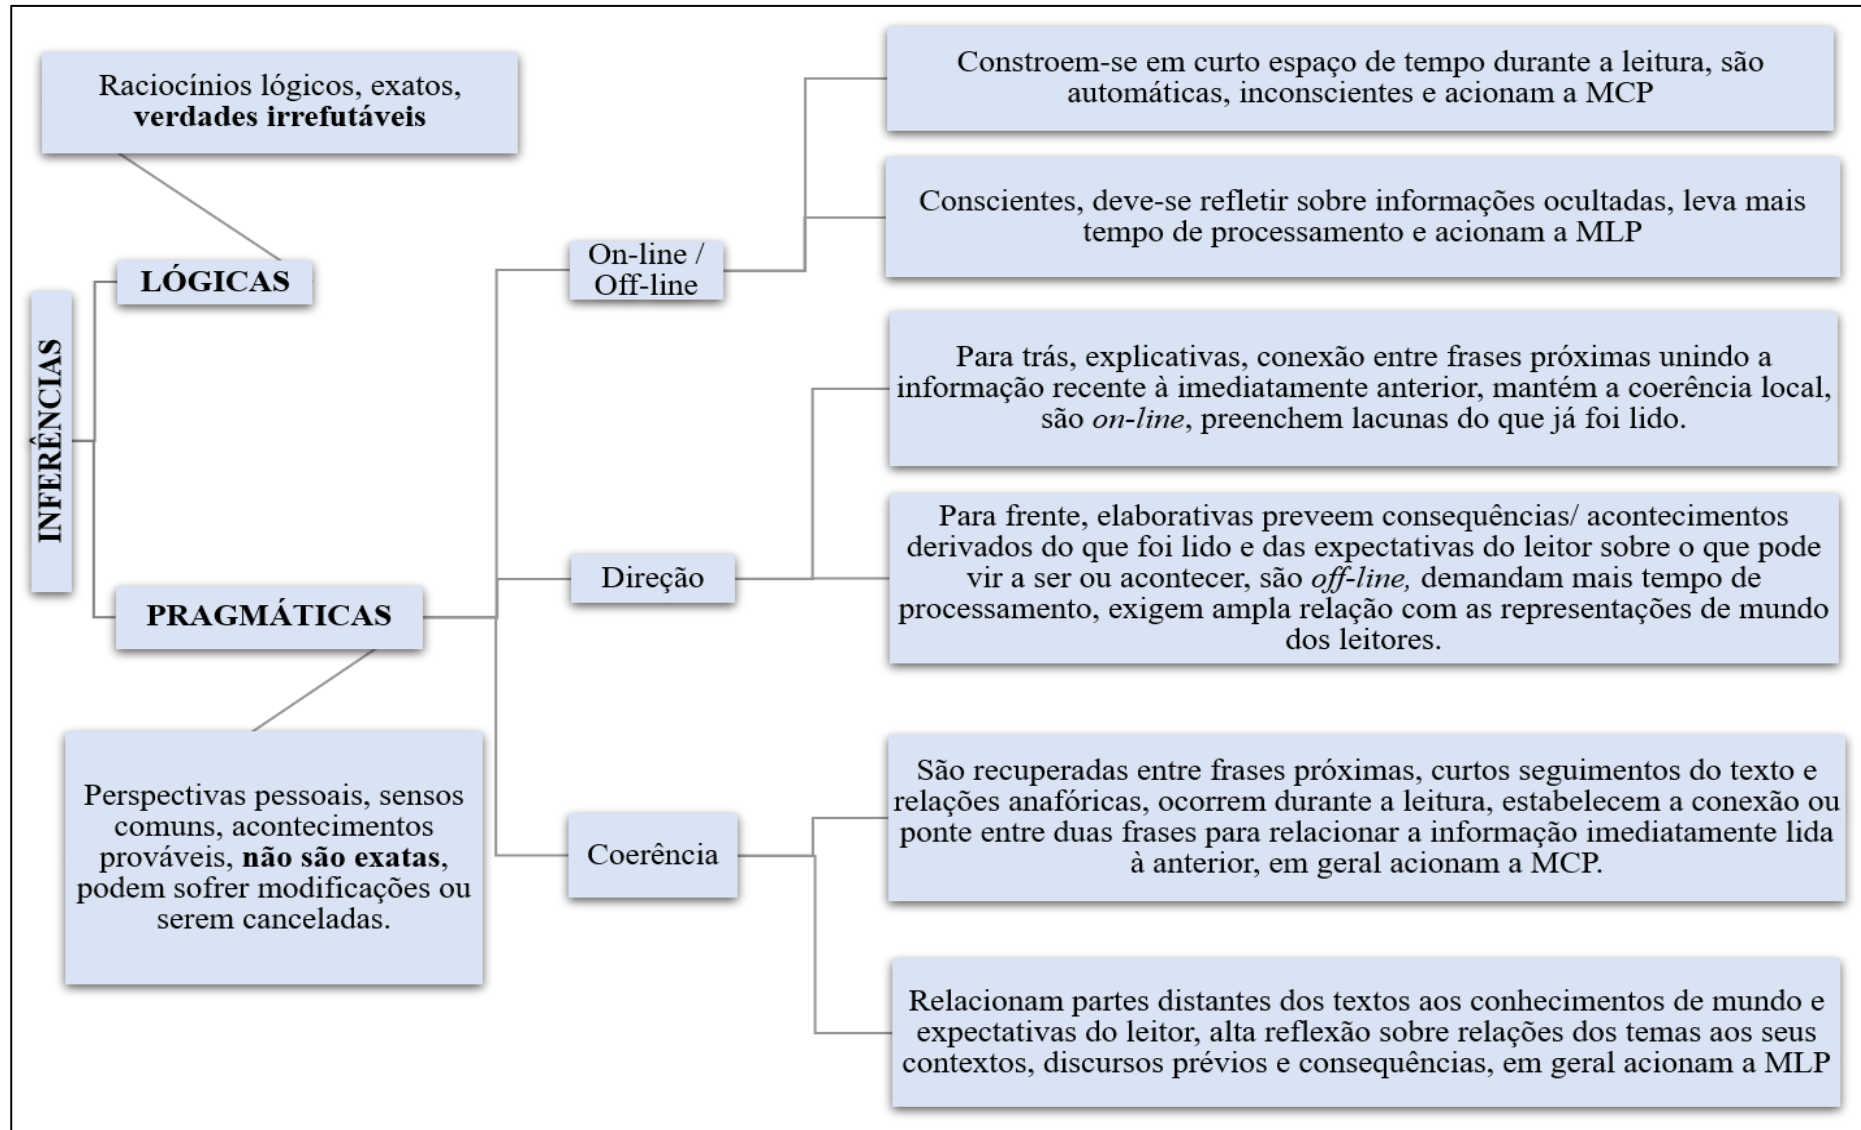 INFERÊNCIAS
LÓGICAS
Raciocínios lógicos, exatos,
verdades irrefutáveis
PRAGMÁTICAS
Perspectivas pessoais, sensos
comuns, acontecimentos
prováveis, não são exatas,
podem sofrer modificações ou
serem canceladas.
On-line /
Off-line
Constroem-se em curto espaço de tempo durante a leitura, são
automáticas, inconscientes e acionam a MCP
Conscientes, deve-se refletir sobre informações ocultadas, leva mais
tempo de processamento e acionam a MLP
Direção
Para trás, explicativas, conexão entre frases próximas unindo a
informação recente à imediatamente anterior, mantém a coerência local,
são on-line, preenchem lacunas do que já foi lido.
Para frente, elaborativas preveem consequências/ acontecimentos
derivados do que foi lido e das expectativas do leitor sobre o que pode
vir a ser ou acontecer, são off-line, demandam mais tempo de
processamento, exigem ampla relação com as representações de mundo
dos leitores.
Coerência
São recuperadas entre frases próximas, curtos seguimentos do texto e
relações anafóricas, ocorrem durante a leitura, estabelecem a conexão ou
ponte entre duas frases para relacionar a informação imediatamente lida
à anterior, em geral acionam a MCP.
Relacionam partes distantes dos textos aos conhecimentos de mundo e
expectativas do leitor, alta reflexão sobre relações dos temas aos seus
contextos, discursos prévios e consequências, em geral acionam a MLP